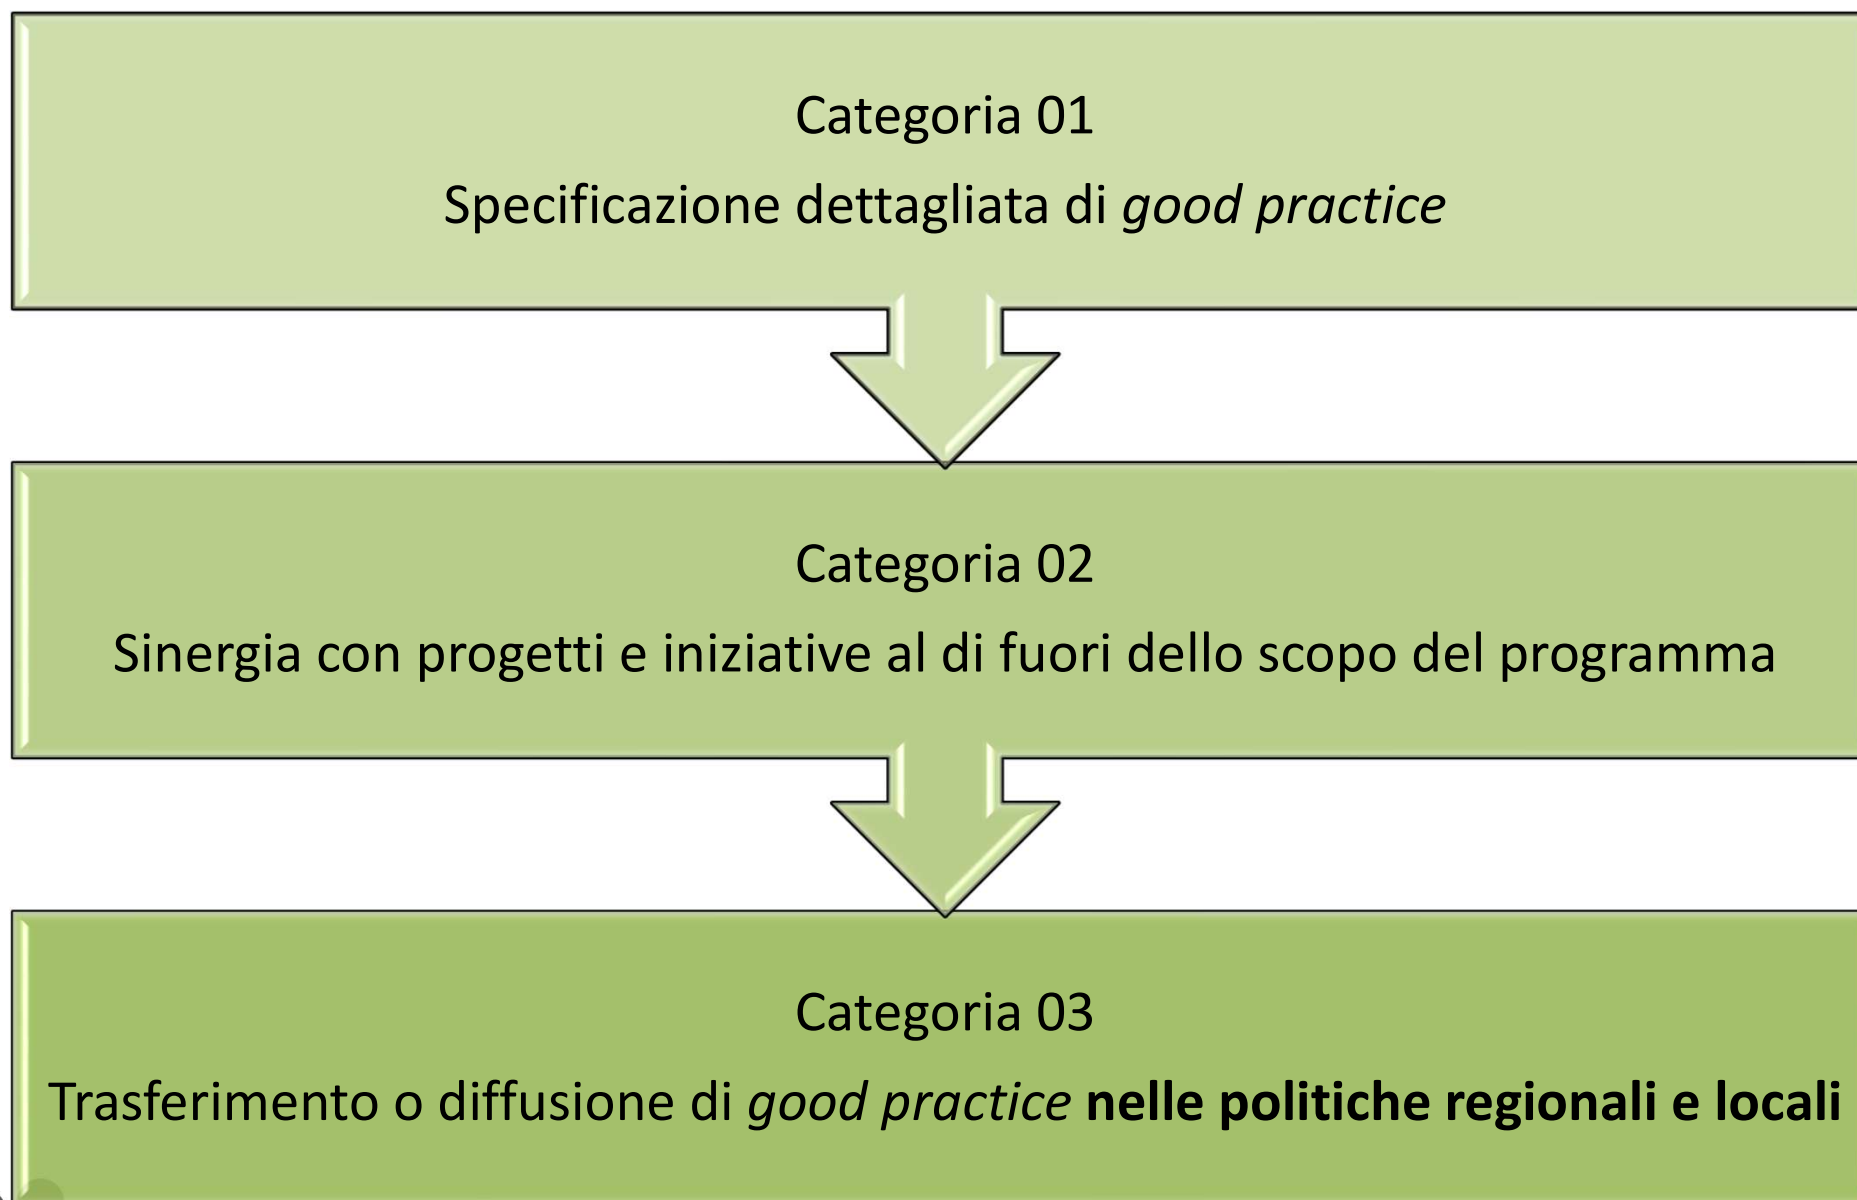 Categoria 01
Specificazione dettagliata di good practice
Categoria 02
Sinergia con progetti e iniziative al di fuori dello scopo del programma
Categoria 03
Trasferimento o diffusione di good practice nelle politiche regionali e locali